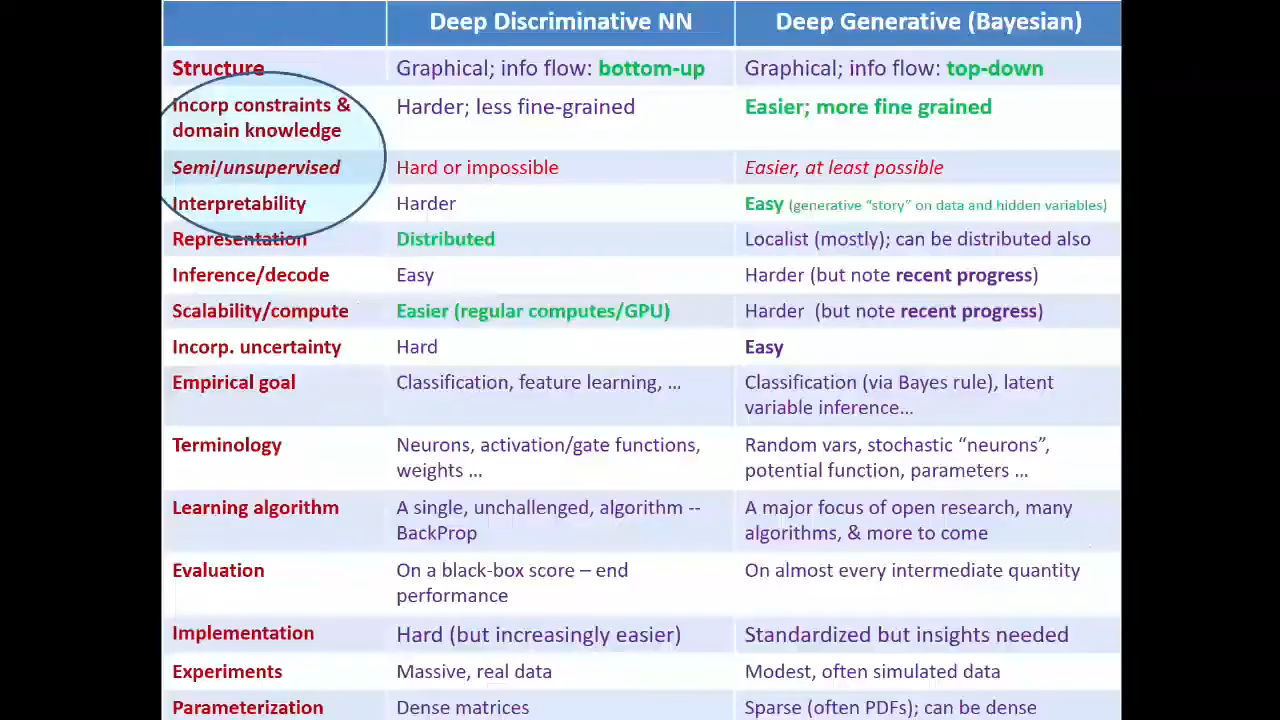 Deep Discriminative NN
Deep Generative (Bayesian)
Structure
Graphical; info flow: bottom-up
Graphical; info flow: top-down
Incorp constraints &
domain knowledge
Harder; less fine-grained
Easier; more fine grained
Semi/unsupervised
Hard or impossible
Easier, at least possible
Interpretability
Harder
Easy (generative “story” on data and hidden variables)
Representation
Distributed
Localist (mostly); can be distributed also
Inference/decode
Easy
Harder (but note recent progress)
Scalability/compute
Easier (regular computes/GPU)
Harder (but note recent progress)
Incorp. uncertainty
Hard
Easy
Empirical goal
Classification, feature learning, …
Classification (via Bayes rule), latent
variable inference…
Terminology
Neurons, activation/gate functions,
weights …
Random vars, stochastic “neurons”,
potential function, parameters …
Learning algorithm
A single, unchallenged, algorithm --
BackProp
A major focus of open research, many
algorithms, & more to come
Evaluation
On a black-box score – end
performance
On almost every intermediate quantity
Implementation
Hard (but increasingly easier)
Standardized but insights needed
Experiments
Massive, real data
Modest, often simulated data
Parameterization
Dense matrices
Sparse (often PDFs); can be dense